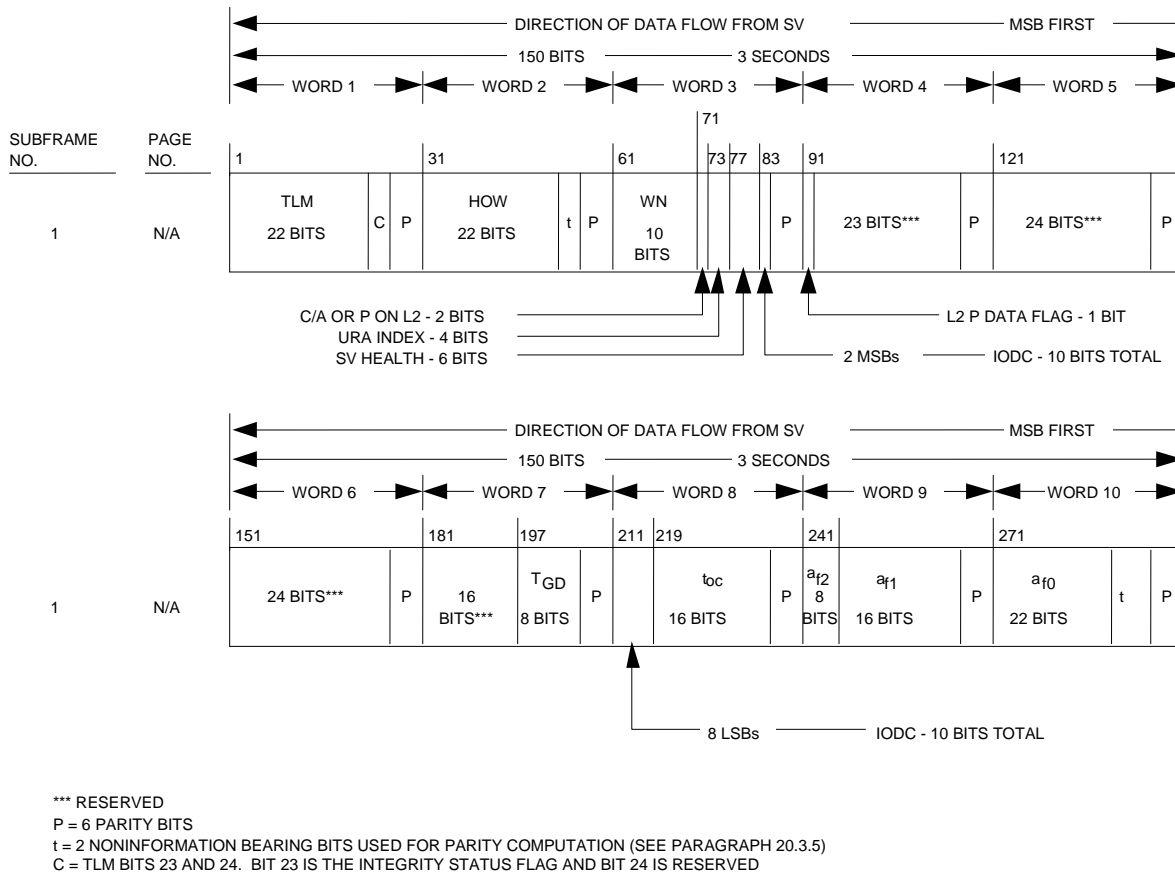 DIRECTION OF DATA FLOW FROM SV MSB FIRST
150 BITS 3 SECONDS
WORD 1 WORD 2 WORD 3 WORD 4 WORD 5
SUBFRAME NO. PAGE NO.
71
1 31 61 73 77 83 91 121
1 N/A
TLM 22 BITS C P HOW 22 BITS t P WN 10 BITS P 23 BITS*** P 24 BITS*** P
C/A OR P ON L2 - 2 BITS
URA INDEX - 4 BITS
SV HEALTH - 6 BITS
L2 P DATA FLAG - 1 BIT
2 MSBs IODC - 10 BITS TOTAL
DIRECTION OF DATA FLOW FROM SV MSB FIRST
150 BITS 3 SECONDS
WORD 6 WORD 7 WORD 8 WORD 9 WORD 10
151 181 197 211 219 241 271
1 N/A
24 BITS*** P 16 BITS*** TGD 8 BITS P toc 16 BITS P af2 8 BITS af1 16 BITS P af0 22 BITS t P
8 LSBs IODC - 10 BITS TOTAL
*** RESERVED
P = 6 PARITY BITS
t = 2 NONINFORMATION BEARING BITS USED FOR PARITY COMPUTATION (SEE PARAGRAPH 20.3.5)
C = TLM BITS 23 AND 24. BIT 23 IS THE INTEGRITY STATUS FLAG AND BIT 24 IS RESERVED